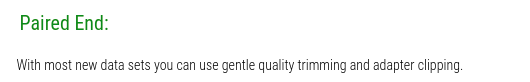 Paired End:
With most new data sets you can use gentle quality trimming and adapter clipping.